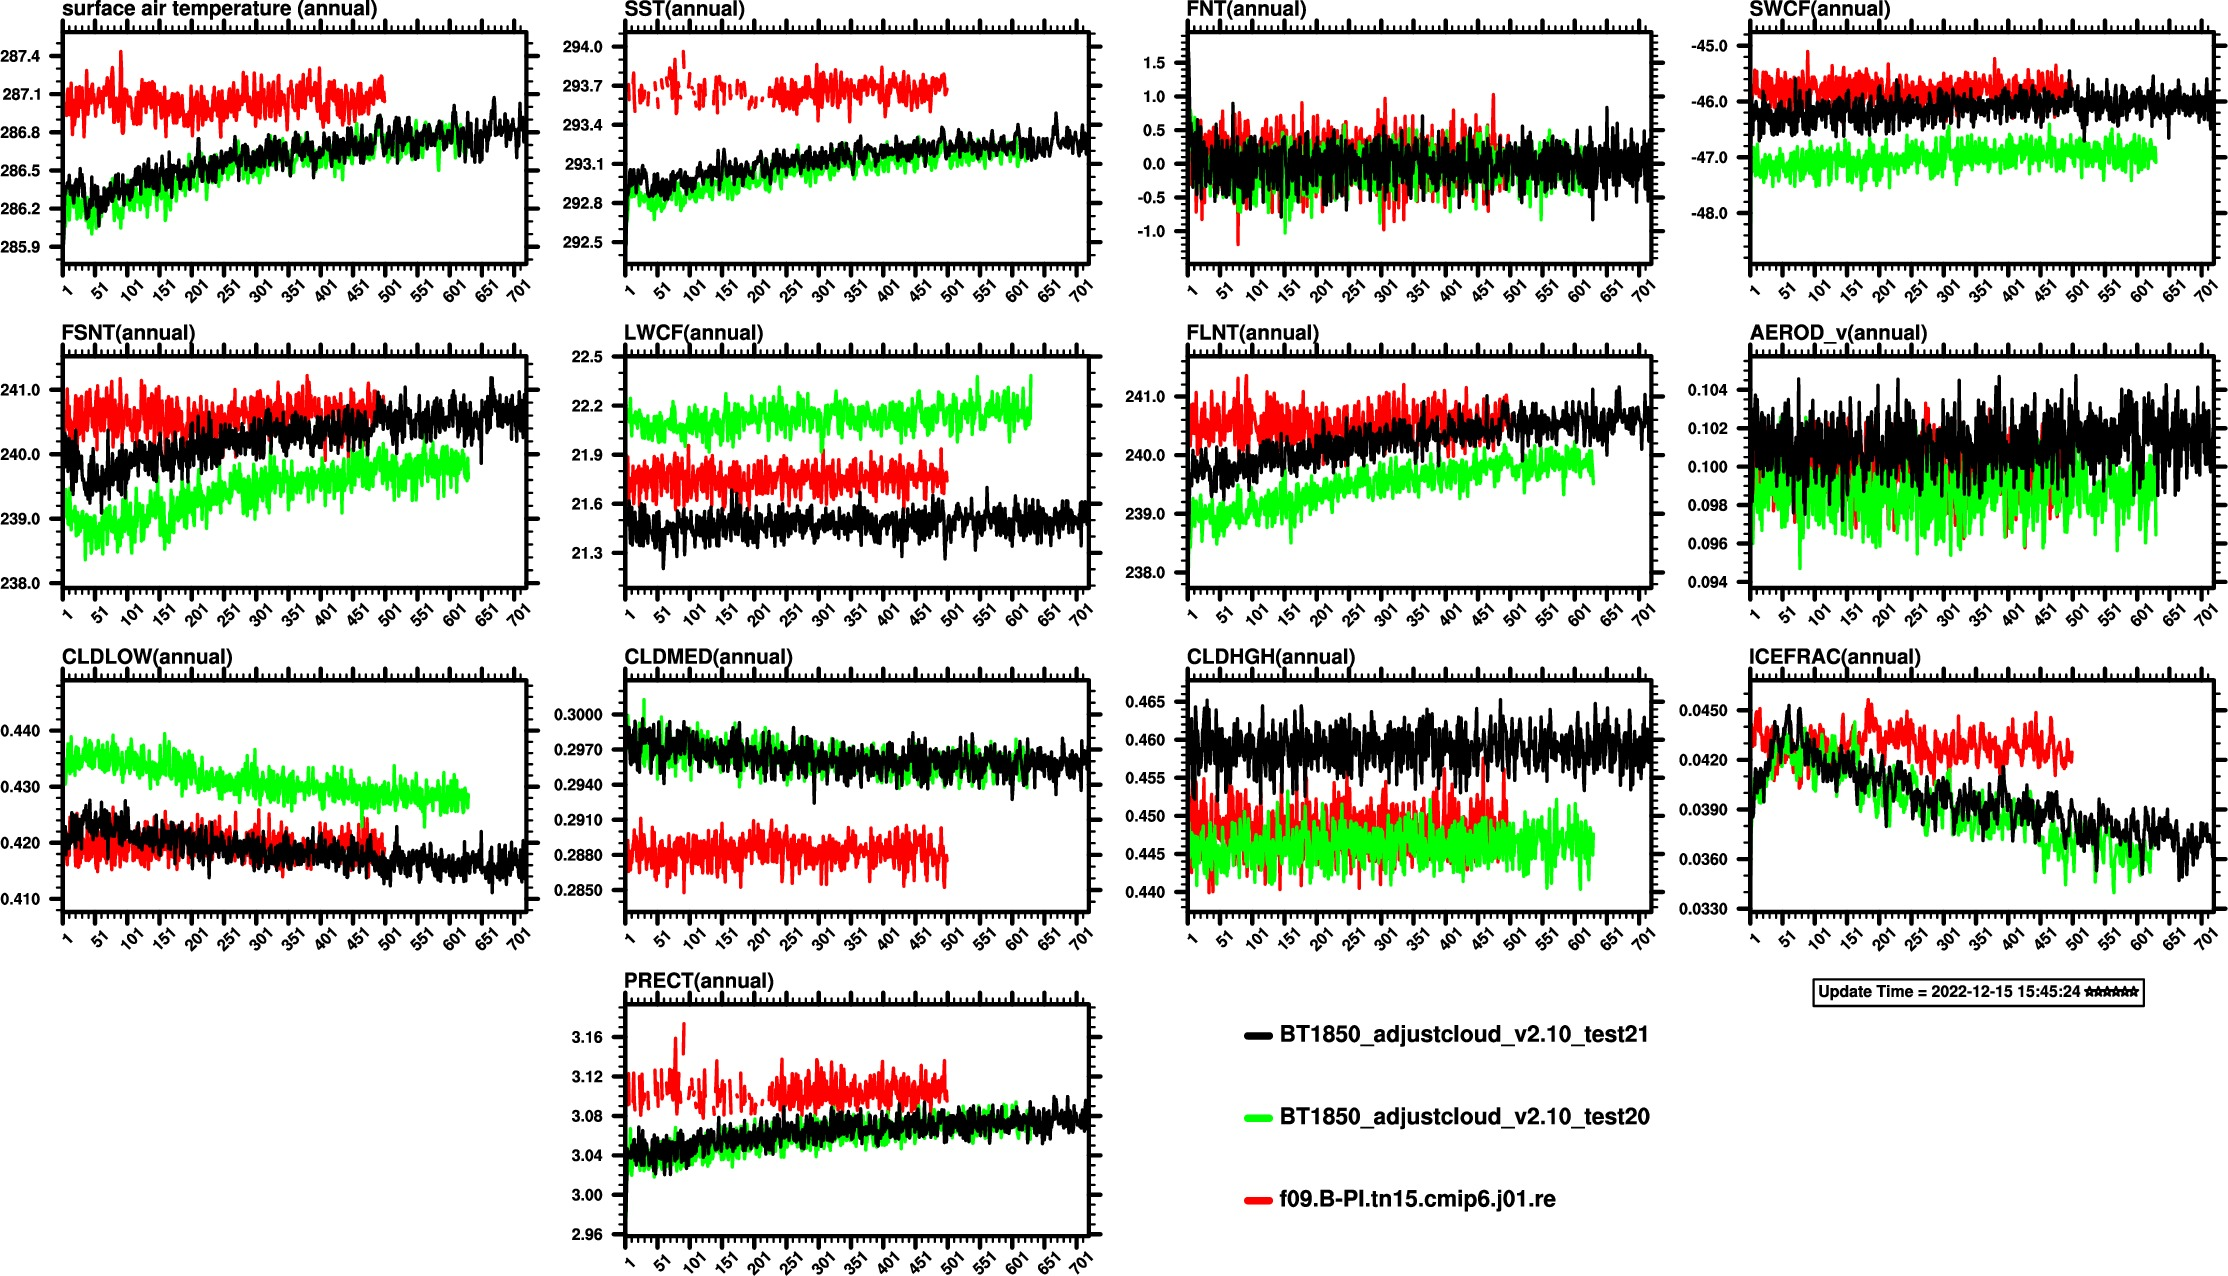 surface air temperature (annual)
287.4
287.1
286.8
286.5
286.2
285.9
1 51 101 151 201 251 301 351 401 451 501 551 601 651 701
SST(annual)
294.0
293.7
293.4
293.1
292.8
292.5
1 51 101 151 201 251 301 351 401 451 501 551 601 651 701
FNT(annual)
1.5
1.0
0.5
0.0
-0.5
-1.0
1 51 101 151 201 251 301 351 401 451 501 551 601 651 701
SWCF(annual)
-45.0
-46.0
-47.0
-48.0
1 51 101 151 201 251 301 351 401 451 501 551 601 651 701
FSNT(annual)
241.0
240.0
239.0
238.0
1 51 101 151 201 251 301 351 401 451 501 551 601 651 701
LWCF(annual)
22.5
22.2
21.9
21.6
21.3
1 51 101 151 201 251 301 351 401 451 501 551 601 651 701
FLNT(annual)
241.0
240.0
239.0
238.0
1 51 101 151 201 251 301 351 401 451 501 551 601 651 701
AEROD_v(annual)
0.104
0.102
0.100
0.098
0.096
0.094
1 51 101 151 201 251 301 351 401 451 501 551 601 651 701
CLDLOW(annual)
0.440
0.430
0.420
0.410
1 51 101 151 201 251 301 351 401 451 501 551 601 651 701
CLDMED(annual)
0.3000
0.2970
0.2940
0.2910
0.2880
0.2850
1 51 101 151 201 251 301 351 401 451 501 551 601 651 701
CLDHGH(annual)
0.465
0.460
0.455
0.450
0.445
0.440
1 51 101 151 201 251 301 351 401 451 501 551 601 651 701
ICEFRAC(annual)
0.0450
0.0420
0.0390
0.0360
0.0330
1 51 101 151 201 251 301 351 401 451 501 551 601 651 701
PRECT(annual)
3.16
3.12
3.08
3.04
3.00
2.96
1 51 101 151 201 251 301 351 401 451 501 551 601 651 701
Update Time = 2022-12-15 15:45:24 ☆☆☆☆☆☆
BT1850_adjustcloud_v2.10_test21
BT1850_adjustcloud_v2.10_test20
f09.B-PI.tn15.cmip6.j01.re